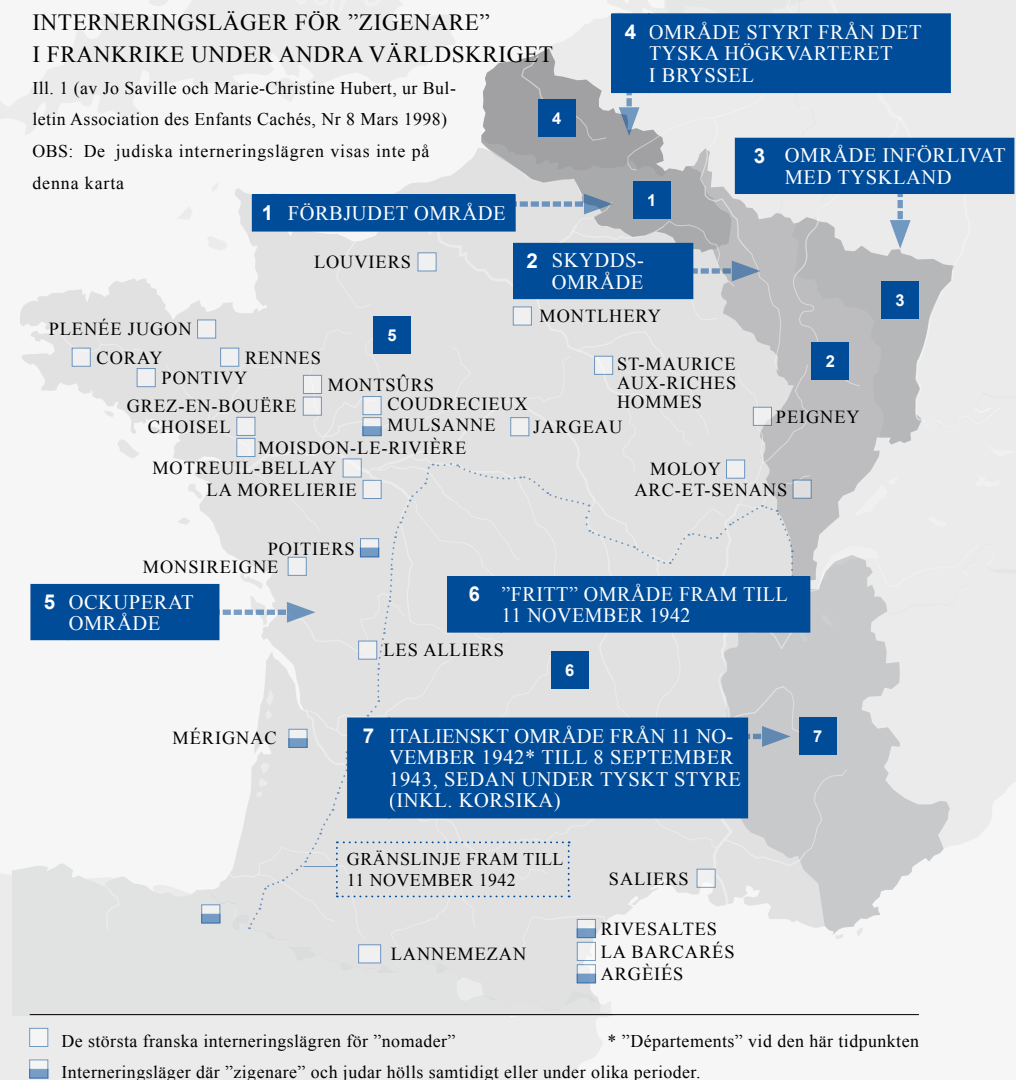 INTERNERINGSLÄGER FÖR ”ZIGENARE”
I FRANKRIKE UNDER ANDRA VÄRLDSKRIGET
Ill. 1 (av Jo Saville och Marie-Christine Hubert, ur Bul-
letin Association des Enfants Cachés, Nr 8 Mars 1998)
OBS: De judiska interneringslägren visas inte på
denna karta
4 OMRÅDE STYRT FRÅN DET
TYSKA HÖGKVARTERET
I BRYSSEL
4
3 OMRÅDE INFÖRLIVAT
MED TYSKLAND
1 FÖRBJUDET OMRÅDE
1
2 SKYDDS-
OMRÅDE
LOUVIERS
3
MONTLHERY
PLENÉE JUGON
5
2
CORAY
RENNES
PONTIVY
ST-MAURICE
AUX-RICHES
HOMMES
MONTSÛRS
GREZ-EN-BOUËRE
COUDRECIEUX
CHOISEL
MULSANNE
JARGEAU
PEIGNEY
MOISDON-LE-RIVIÈRE
MOTREUIL-BELLAY
MOLOY
LA MORELIERIE
ARC-ET-SENANS
POITIERS
MONSIREIGNE
5 OCKUPERAT
OMRÅDE
6 ”FRITT” OMRÅDE FRAM TILL
11 NOVEMBER 1942
LES ALLIERS
6
MÉRIGNAC
7 ITALIENSKT OMRÅDE FRÅN 11 NO-
VEMBER 1942* TILL 8 SEPTEMBER
1943, SEDAN UNDER TYSKT STYRE
(INKL. KORSIKA)
7
GRÄNSLINJE FRAM TILL
11 NOVEMBER 1942
SALIERS
RIVESALTES
LANNEMEZAN
LA BARCARÉS
ARGÈIÉS
De största franska interneringslägren för ”nomader”
* ”Départements” vid den här tidpunkten
Interneringsläger där ”zigenare” och judar hölls samtidigt eller under olika perioder.